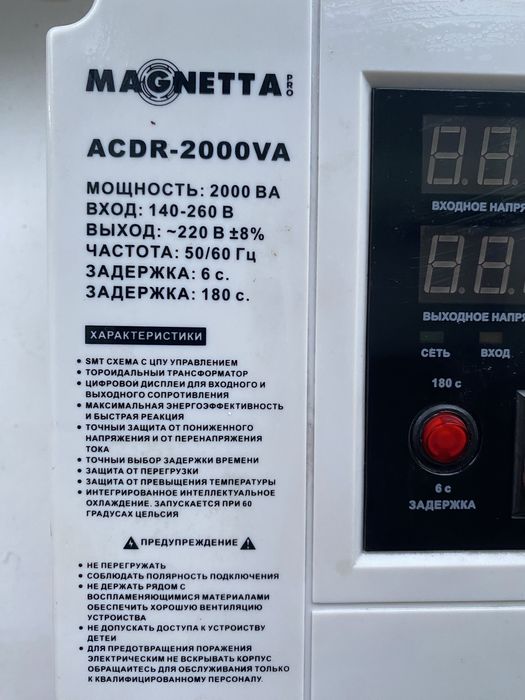 MAGNETTA PRO
ACDR-2000VA
МОЩНОСТЬ: 2000 ВА
ВХОД: 140-260 В
ВЫХОД: ~220 В ±8%
ЧАСТОТА: 50/60 Гц
ЗАДЕРЖКА: 6 с.
ЗАДЕРЖКА: 180 с.
ХАРАКТЕРИСТИКИ
• SMT СХЕМА С ЦПУ УПРАВЛЕНИЕМ
• ТОРОИДАЛЬНЫЙ ТРАНСФОРМАТОР
• ЦИФРОВОЙ ДИСПЛЕИ ДЛЯ ВХОДНОГО И
ВЫХОДНОГО СОПРОТИВЛЕНИЯ
• МАКСИМАЛЬНАЯ ЭНЕРГОЭФФЕКТИВНОСТЬ
И БЫСТРАЯ РЕАКЦИЯ
• ТОЧНЫЙ ЗАЩИТА ОТ ПОНИЖЕННОГО
НАПРЯЖЕНИЯ И ОТ ПЕРЕНАПРЯЖЕНИЯ
ТОКА
• ТОЧНЫЙ ВЫБОР ЗАДЕРЖКИ ВРЕМЕНИ
• ЗАЩИТА ОТ ПЕРЕГРУЗКИ
• ЗАЩИТА ОТ ПРЕВЫШЕНИЯ ТЕМПЕРАТУРЫ
• ИНТЕГРИРОВАННОЕ ИНТЕЛЛЕКТУАЛЬНОЕ
ОХЛАЖДЕНИЕ. ЗАПУСКАЕТСЯ ПРИ 60
ГРАДУСАХ ЦЕЛЬСИЯ
ПРЕДУПРЕЖДЕНИЕ
• НЕ ПЕРЕГРУЖАТЬ
• СОБЛЮДАТЬ ПОЛЯРНОСТЬ ПОДКЛЮЧЕНИЯ
• НЕ ДЕРЖАТЬ РЯДОМ С
ВОСПЛАМЕНЯЮЩИМИСЯ МАТЕРИАЛАМИ
ОБЕСПЕЧИТЬ ХОРОШУЮ ВЕНТИЛЯЦИЮ
УСТРОЙСТВА
• НЕ ДОПУСКАТЬ ДОСТУПА К УСТРОЙСТВУ
ДЕТЕИ
• ДЛЯ ПРЕДОТВРАЩЕНИЯ ПОРАЖЕНИЯ
ЭЛЕКТРИЧЕСКИМ НЕ ВСКРЫВАТЬ КОРПУС
ОБРАЩАЙТЕСЬ ДЛЯ ОБСЛУЖИВАНИЯ ТОЛЬКО
К КВАЛИФИЦИРОВАННОМУ ПЕРСОНАЛУ.
ВХОДНОЕ НАПРЯ
ВЫХОДНОЕ НАПРЯ
СЕТЬ ВХОД
180 с
6 с
ЗАДЕРЖКА